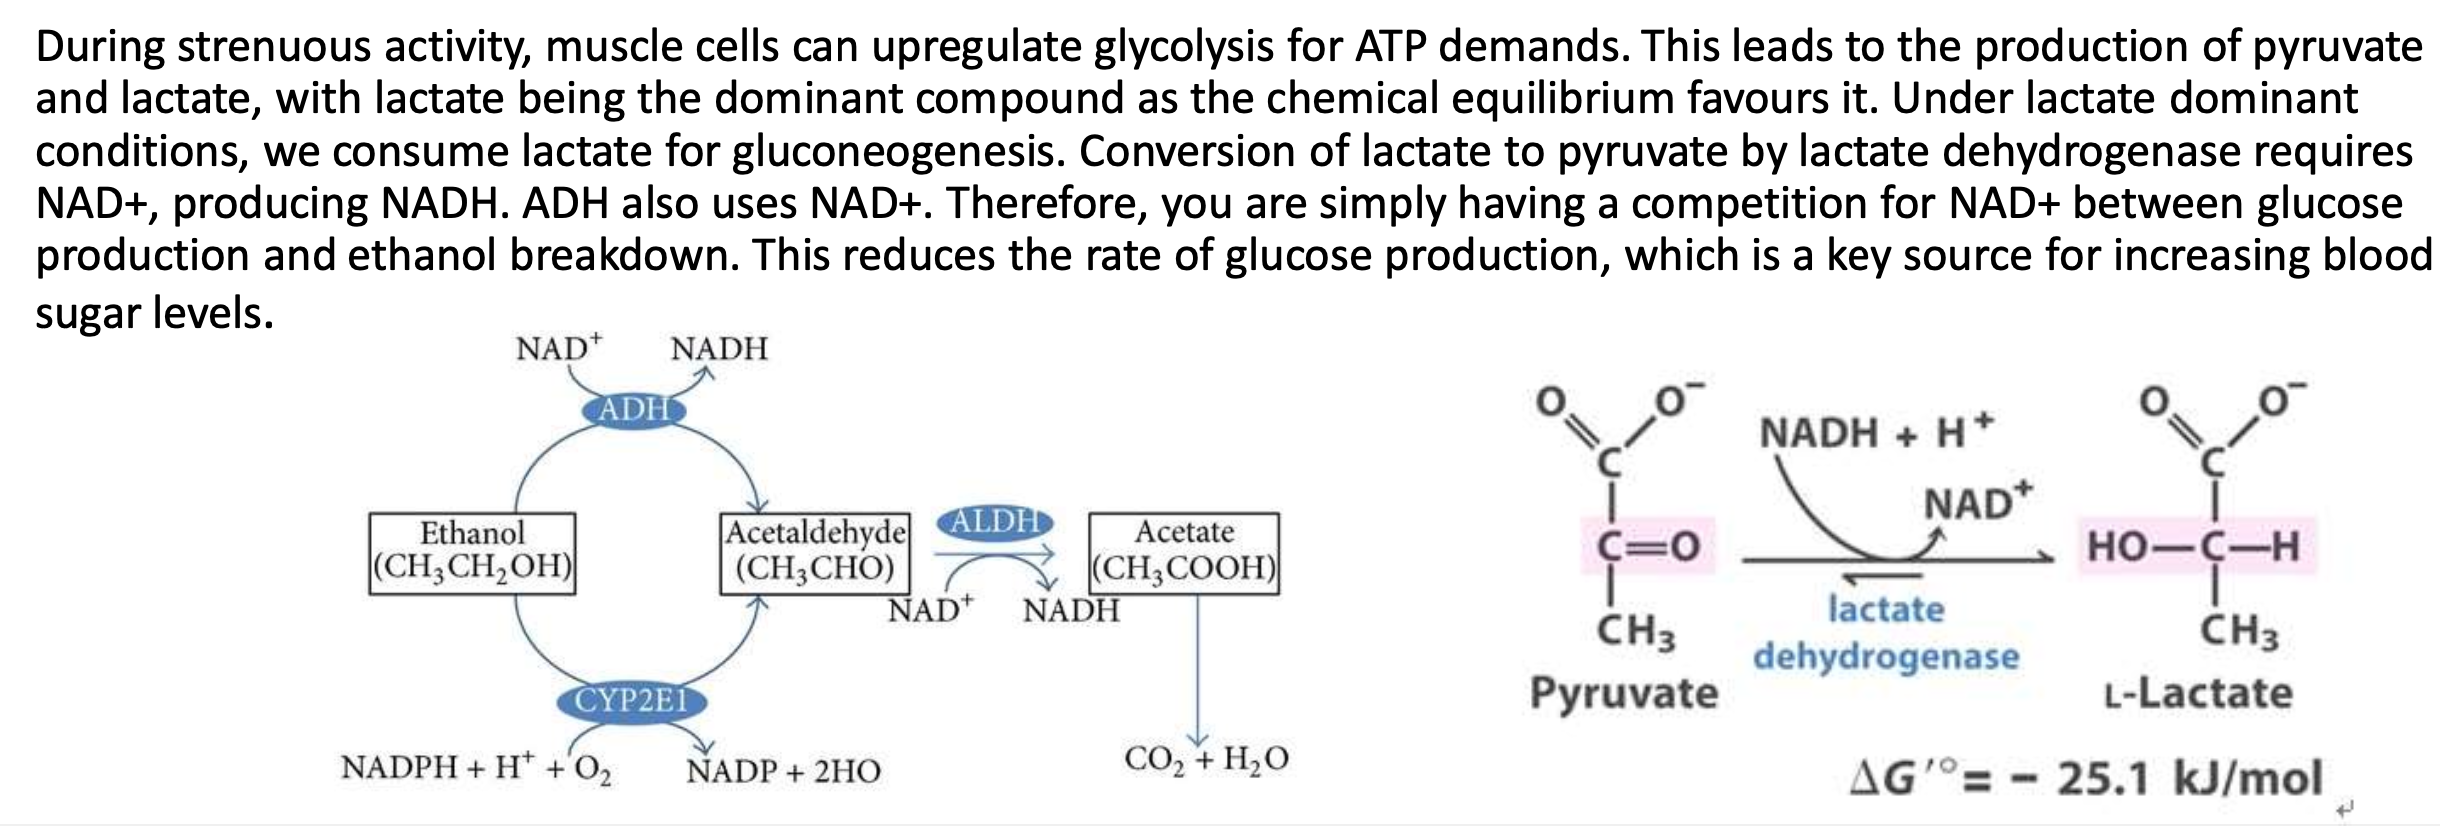 During strenuous activity, muscle cells can upregulate glycolysis for ATP demands. This leads to the production of pyruvate
and lactate, with lactate being the dominant compound as the chemical equilibrium favours it. Under lactate dominant
conditions, we consume lactate for gluconeogenesis. Conversion of lactate to pyruvate by lactate dehydrogenase requires
NAD+, producing NADH. ADH also uses NAD+. Therefore, you are simply having a competition for NAD+ between glucose
production and ethanol breakdown. This reduces the rate of glucose production, which is a key source for increasing blood
sugar levels.
NAD⁺ NADH
ADH
Ethanol
(CH₃CH₂OH)
Acetaldehyde
(CH₃CHO)
ALDH
NAD⁺ NADH
Acetate
(CH₃COOH)
CYP2E1
NADPH + H⁺ + O₂
NADP + 2HO
CO₂ + H₂O
O O⁻
C
C=O
CH₃
Pyruvate
NADH + H⁺
NAD⁺
lactate
dehydrogenase
O O⁻
C
HO—C—H
CH₃
L-Lactate
ΔG′° = − 25.1 kJ/mol